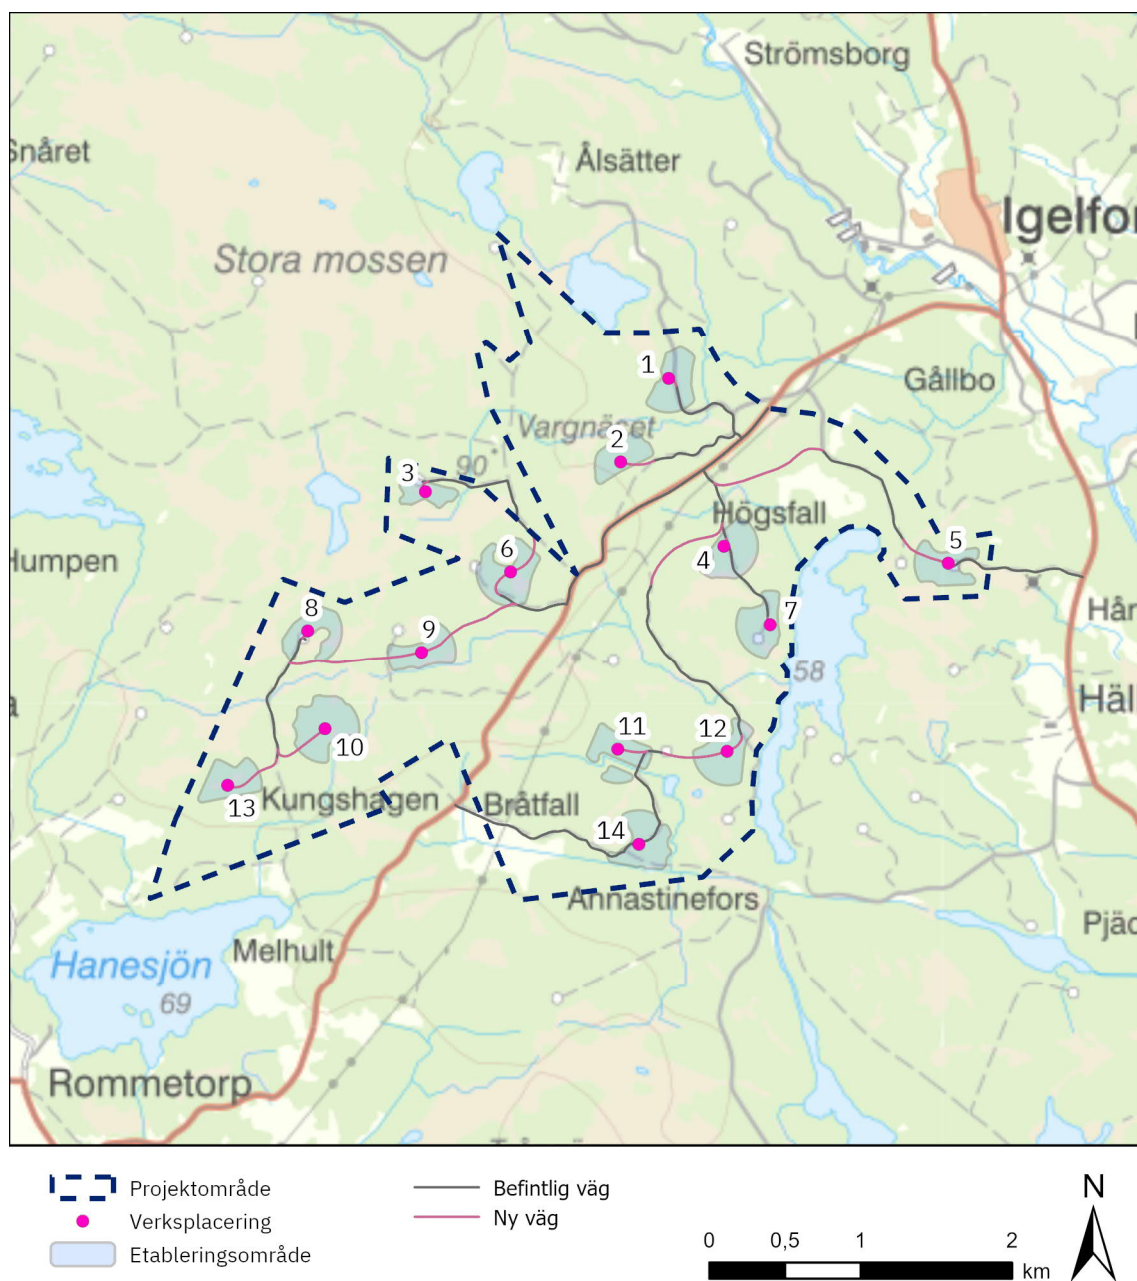 Strömsborg
Snåret
Ålsätter
Igelfor
Stora mossen
Gållbo
1
Vargnäset
2
90
3
Högsfall
Humpen
6
4
5
Hår
8
9
7
58
Häl
a
11
12
10
13
Kungshagen
Bråtfall
14
Annastinefors
Pjäd
Melhult
Hanesjön
69
Rommetorp
Projektområde
Verksplacering
Etableringsområde
Befintlig väg
Ny väg
0 0,5 1 2
km
N